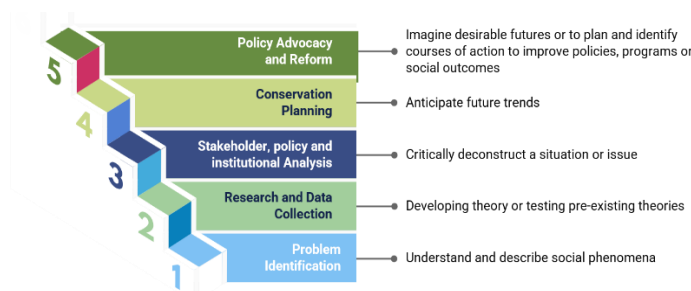 5
Policy Advocacy
and Reform
Imagine desirable futures or to plan and identify
courses of action to improve policies, programs or
social outcomes
4
Conservation
Planning
Anticipate future trends
3
Stakeholder, policy and
institutional Analysis
Critically deconstruct a situation or issue
2
Research and Data
Collection
Developing theory or testing pre-existing theories
1
Problem
Identification
Understand and describe social phenomena